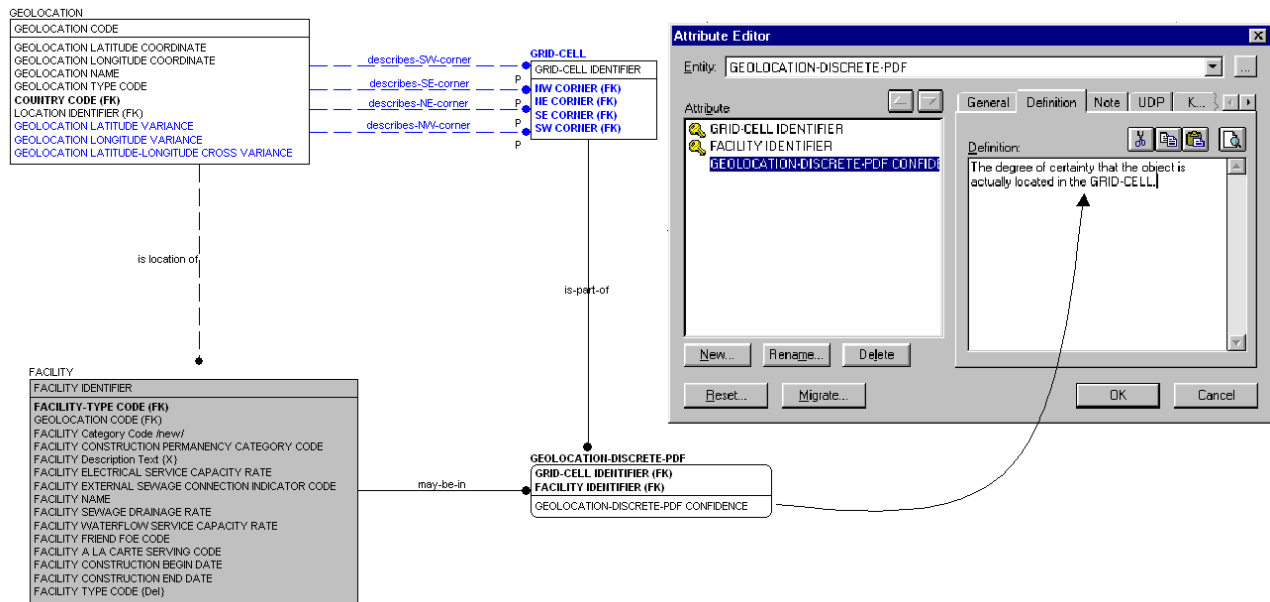 GEOLOCATION
GEOLOCATION CODE
GEOLOCATION LATITUDE COORDINATE
GEOLOCATION LONGITUDE COORDINATE
GEOLOCATION NAME
GEOLOCATION TYPE CODE
COUNTRY CODE (FK)
LOCATION IDENTIFIER (FK)
GEOLOCATION LATITUDE VARIANCE
GEOLOCATION LONGITUDE VARIANCE
GEOLOCATION LATITUDE-LONGITUDE CROSS VARIANCE
describes-SW-corner
describes-SE-corner
describes-NE-corner
describes-NW-corner
P
P
P
P
GRID-CELL
GRID-CELL IDENTIFIER
NW CORNER (FK)
NE CORNER (FK)
SE CORNER (FK)
SW CORNER (FK)
is location of
is-part-of
FACILITY
FACILITY IDENTIFIER
FACILITY-TYPE CODE (FK)
GEOLOCATION CODE (FK)
FACILITY Category Code /new/
FACILITY CONSTRUCTION PERMANENCY CATEGORY CODE
FACILITY Description Text {X}
FACILITY ELECTRICAL SERVICE CAPACITY RATE
FACILITY EXTERNAL SEWAGE CONNECTION INDICATOR CODE
FACILITY NAME
FACILITY SEWAGE DRAINAGE RATE
FACILITY WATERFLOW SERVICE CAPACITY RATE
FACILITY FRIEND FOE CODE
FACILITY A LA CARTE SERVING CODE
FACILITY CONSTRUCTION BEGIN DATE
FACILITY CONSTRUCTION END DATE
FACILITY TYPE CODE {Del}
may-be-in
GEOLOCATION-DISCRETE-PDF
GRID-CELL IDENTIFIER (FK)
FACILITY IDENTIFIER (FK)
GEOLOCATION-DISCRETE-PDF CONFIDENCE
Attribute Editor
Entity: GEOLOCATION-DISCRETE-PDF
...
Attribute
GRID-CELL IDENTIFIER
FACILITY IDENTIFIER
GEOLOCATION-DISCRETE-PDF CONFIDE
New...
Rename...
Delete
Reset...
Migrate...
General
Definition
Note
UDP
K...
Definition:
The degree of certainty that the object is
actually located in the GRID-CELL.
OK
Cancel